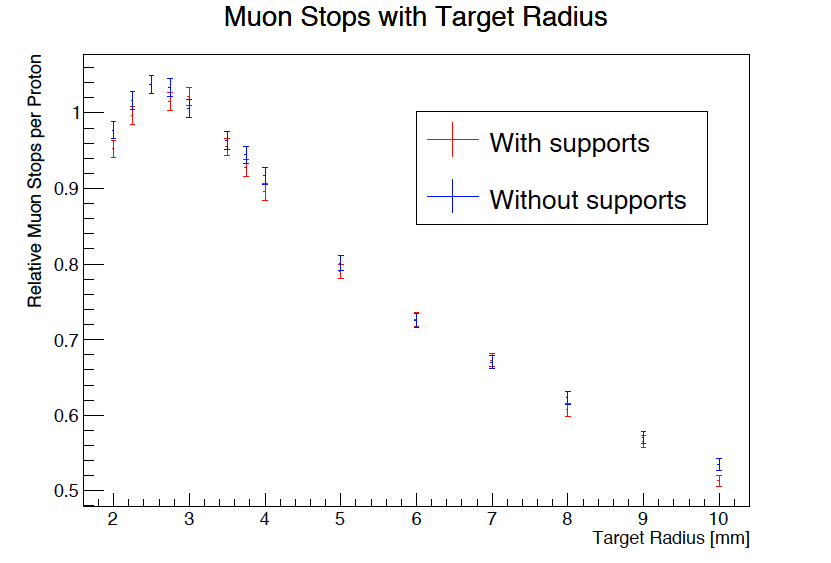 Muon Stops with Target Radius
Relative Muon Stops per Proton
1
0.9
0.8
0.7
0.6
0.5
With supports
Without supports
2 3 4 5 6 7 8 9 10
Target Radius [mm]